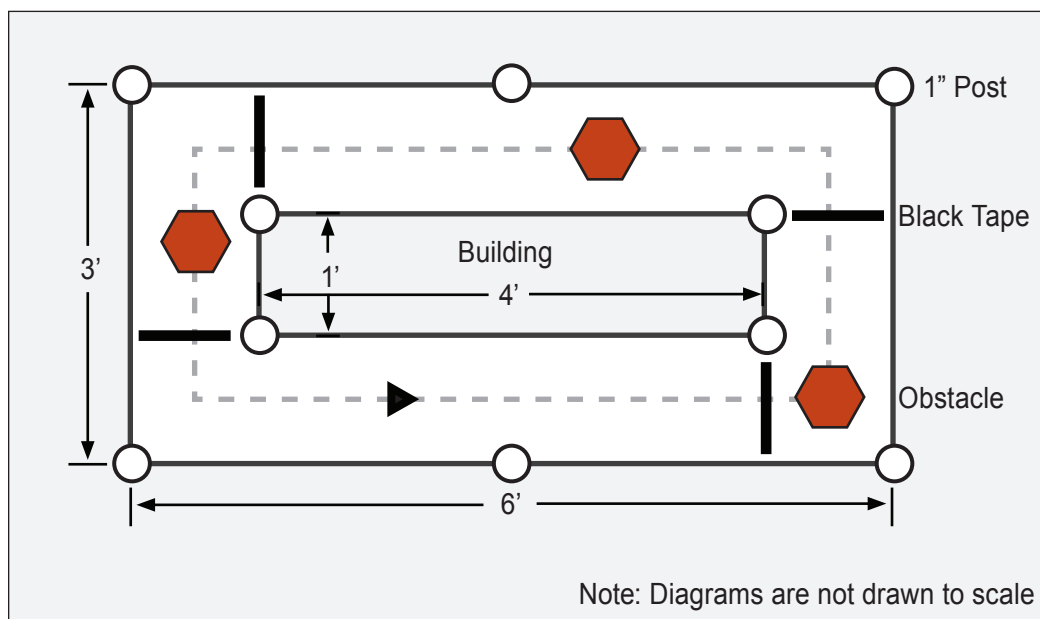 1” Post
Black Tape
Building
3’
1’
4’
Obstacle
6’
Note: Diagrams are not drawn to scale